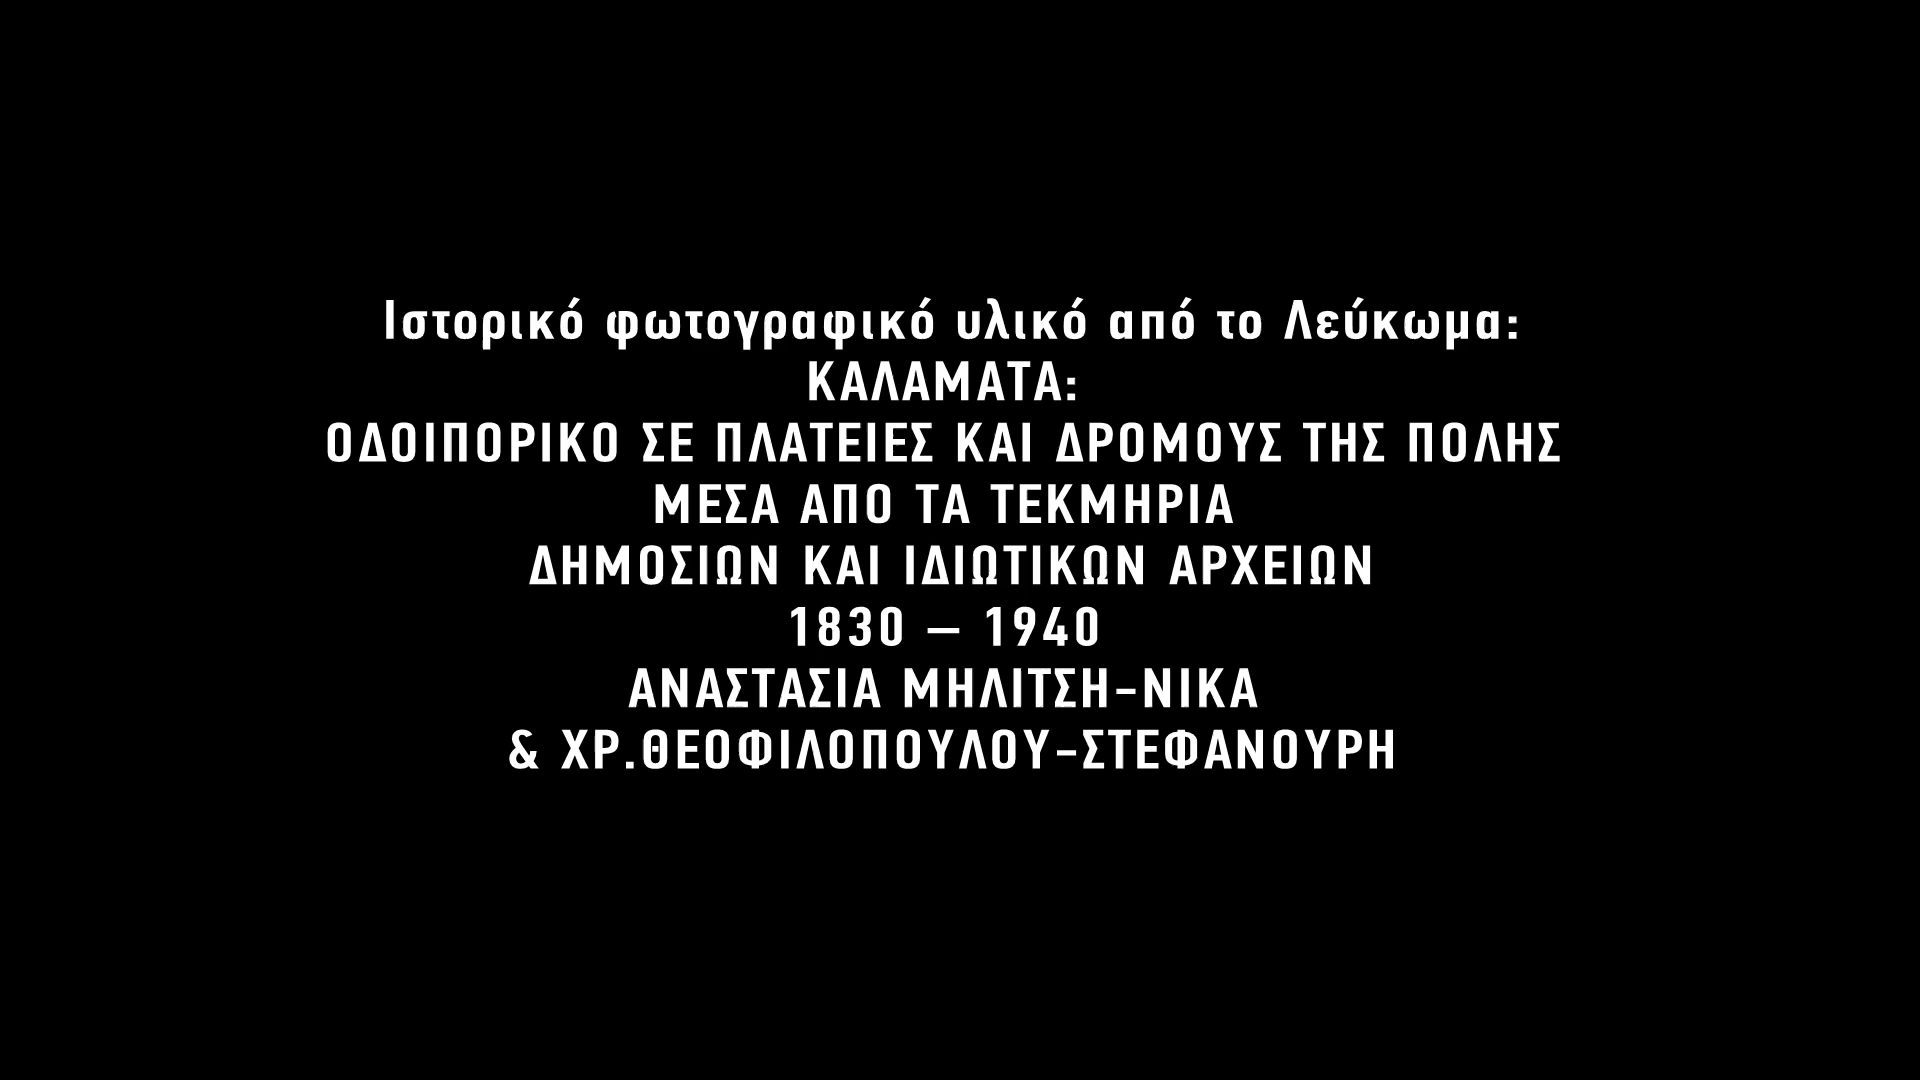 Ιστορικό φωτογραφικό υλικό από το Λεύκωμα:
ΚΑΛΑΜΑΤΑ:
ΟΔΟΙΠΟΡΙΚΟ ΣΕ ΠΛΑΤΕΙΕΣ ΚΑΙ ΔΡΟΜΟΥΣ ΤΗΣ ΠΟΛΗΣ
ΜΕΣΑ ΑΠΟ ΤΑ ΤΕΚΜΗΡΙΑ
ΔΗΜΟΣΙΩΝ ΚΑΙ ΙΔΙΩΤΙΚΩΝ ΑΡΧΕΙΩΝ
1830 – 1940
ΑΝΑΣΤΑΣΙΑ ΜΗΛΙΤΣΗ-ΝΙΚΑ
& ΧΡ.ΘΕΟΦΙΛΟΠΟΥΛΟΥ-ΣΤΕΦΑΝΟΥΡΗ